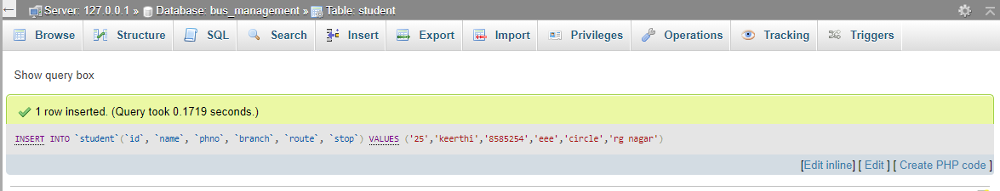 Server: 127.0.0.1 » Database: bus_management » Table: student
Browse Structure SQL Search Insert Export Import Privileges Operations Tracking Triggers
Show query box
1 row inserted. (Query took 0.1719 seconds.)
INSERT INTO `student`(`id`, `name`, `phno`, `branch`, `route`, `stop`) VALUES ('25','keerthi','8585254','eee','circle','rg nagar')
[Edit inline] [ Edit ] [ Create PHP code ]